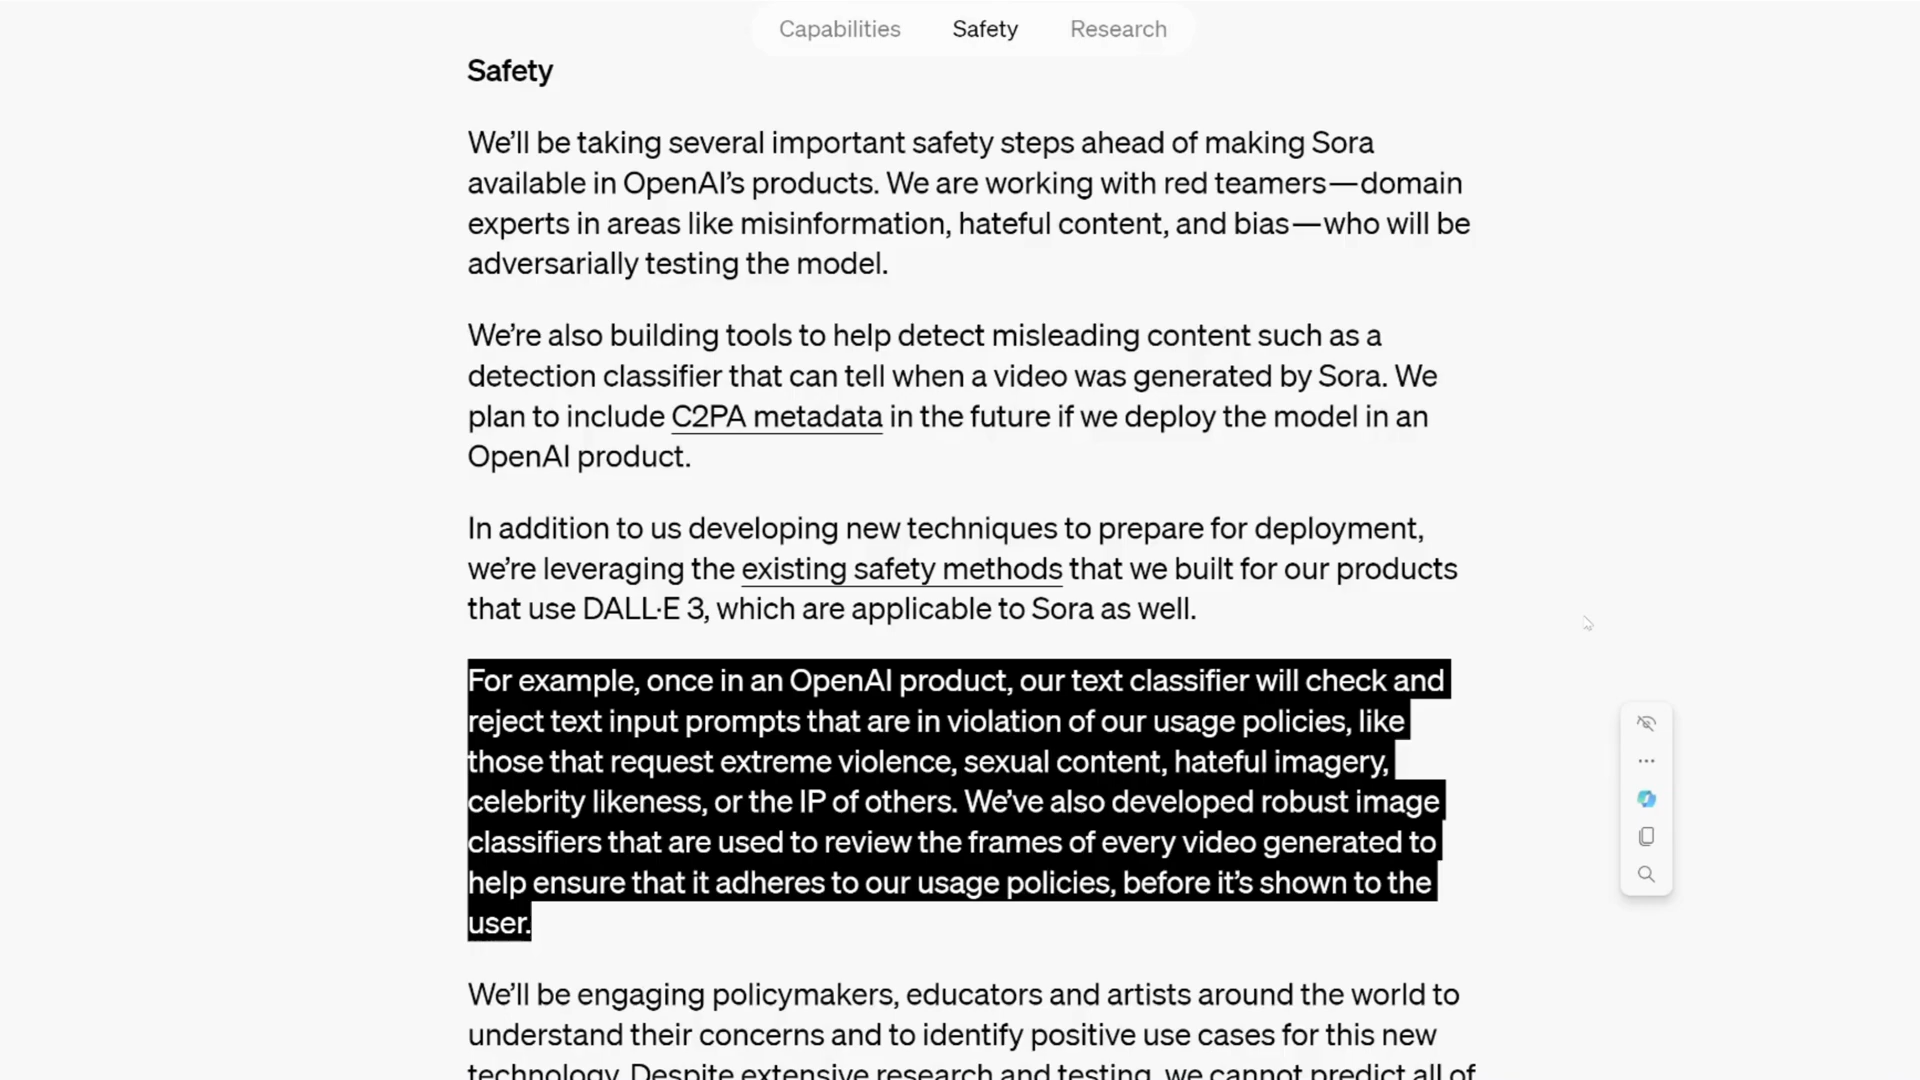 Capabilities Safety Research
Safety
We’ll be taking several important safety steps ahead of making Sora
available in OpenAI’s products. We are working with red teamers—domain
experts in areas like misinformation, hateful content, and bias—who will be
adversarially testing the model.
We’re also building tools to help detect misleading content such as a
detection classifier that can tell when a video was generated by Sora. We
plan to include C2PA metadata in the future if we deploy the model in an
OpenAI product.
In addition to us developing new techniques to prepare for deployment,
we’re leveraging the existing safety methods that we built for our products
that use DALL·E 3, which are applicable to Sora as well.
For example, once in an OpenAI product, our text classifier will check and
reject text input prompts that are in violation of our usage policies, like
those that request extreme violence, sexual content, hateful imagery,
celebrity likeness, or the IP of others. We’ve also developed robust image
classifiers that are used to review the frames of every video generated to
help ensure that it adheres to our usage policies, before it’s shown to the
user.
We’ll be engaging policymakers, educators and artists around the world to
understand their concerns and to identify positive use cases for this new
technology. Despite extensive research and testing, we cannot predict all of